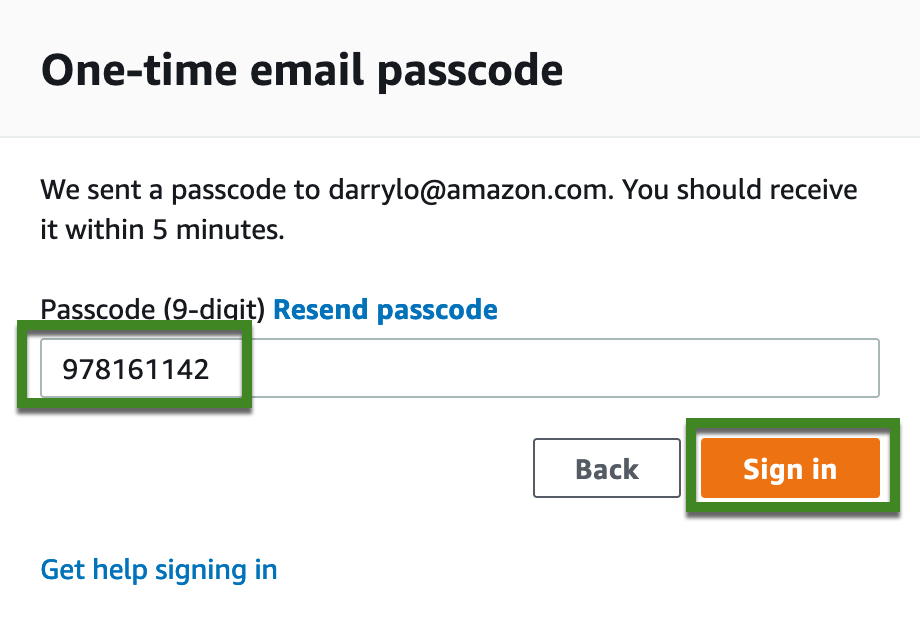 One-time email passcode
We sent a passcode to darrylo@amazon.com. You should receive
it within 5 minutes.
Passcode (9-digit) Resend passcode
978161142
Back Sign in
Get help signing in